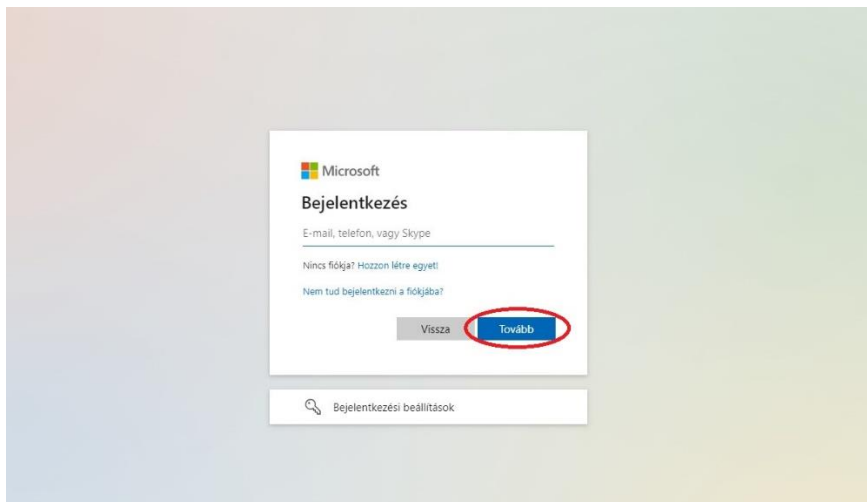 Microsoft
Bejelentkezés
E-mail, telefon, vagy Skype
Nincs fiókja? Hozzon létre egyet!
Nem tud bejelentkezni a fiókjába?
Vissza Tovább
Bejelentkezési beállítások